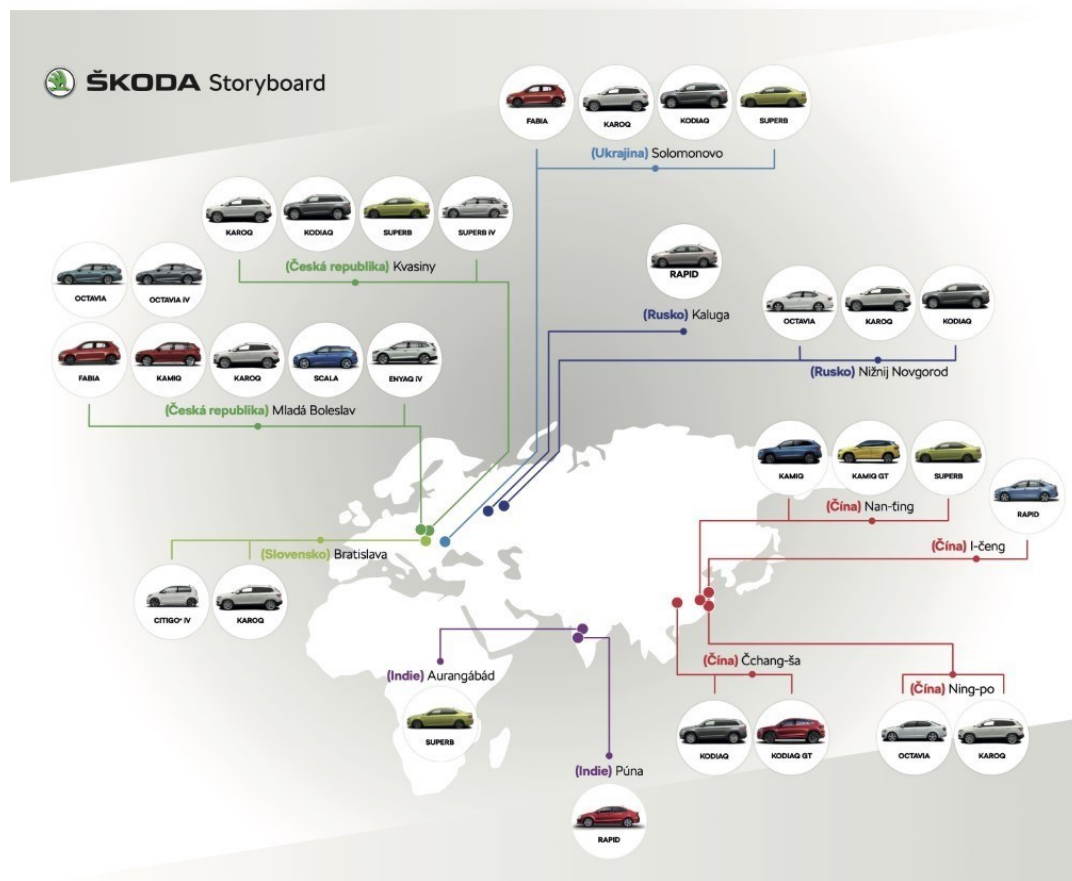 ŠKODA Storyboard
FABIA
KAROQ
KODIAQ
SUPERB
(Ukrajina) Solomonovo
KAROQ
KODIAQ
SUPERB
SUPERB iV
(Česká republika) Kvasiny
RAPID
(Rusko) Kaluga
OCTAVIA
KAROQ
KODIAQ
(Rusko) Nižnij Novgorod
OCTAVIA
OCTAVIA iV
FABIA
KAMIQ
KAROQ
SCALA
ENYAQ iV
(Česká republika) Mladá Boleslav
KAMIQ
KAMIQ GT
SUPERB
(Čína) Nan-ťing
RAPID
(Čína) I-čeng
(Slovensko) Bratislava
CITIGOᵉ iV
KAROQ
(Indie) Aurangábád
SUPERB
(Čína) Čchang-ša
KODIAQ
KODIAQ GT
(Čína) Ning-po
OCTAVIA
KAROQ
(Indie) Púna
RAPID